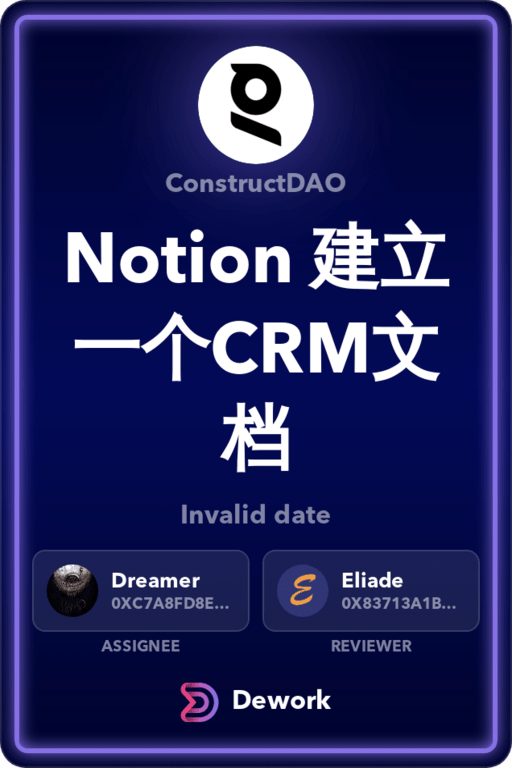 ConstructDAO
Notion 建立
一个CRM文
档
Invalid date
Dreamer
0XC7A8FD8E...
Eliade
0X83713A1B...
ASSIGNEE
REVIEWER
Dework